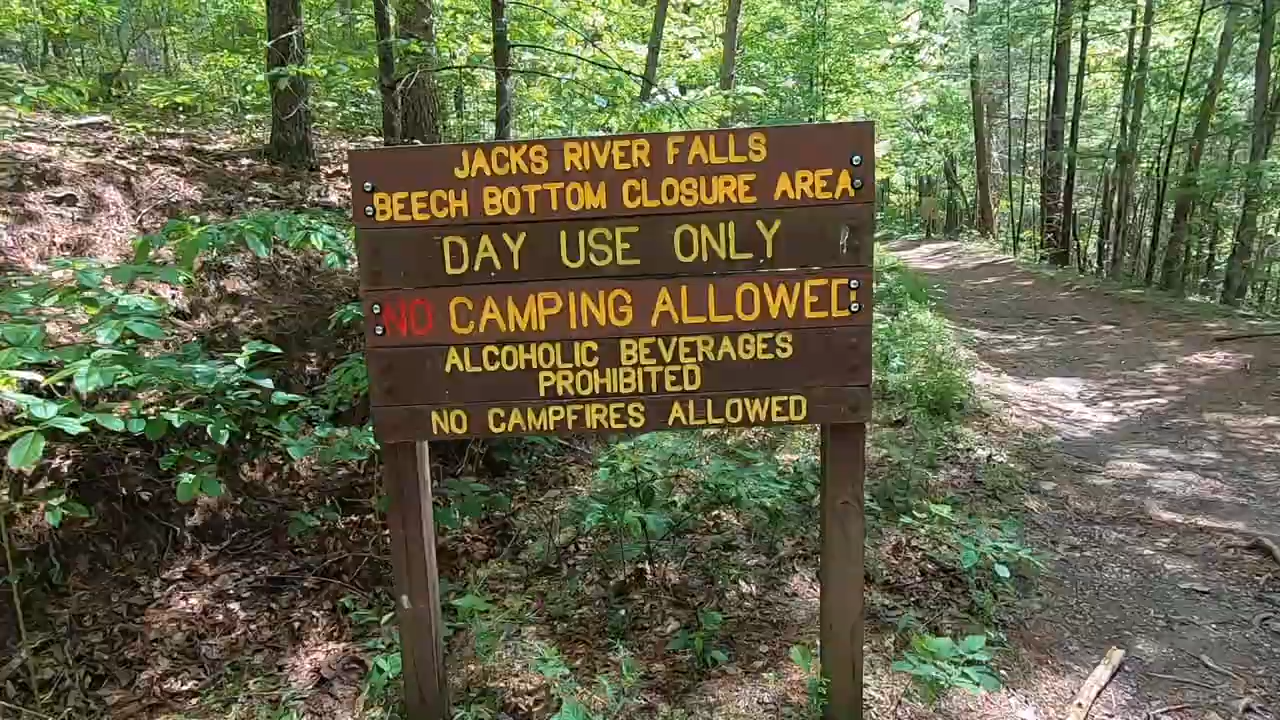 JACKS RIVER FALLS
BEECH BOTTOM CLOSURE AREA
DAY USE ONLY
NO CAMPING ALLOWED
ALCOHOLIC BEVERAGES
PROHIBITED
NO CAMPFIRES ALLOWED